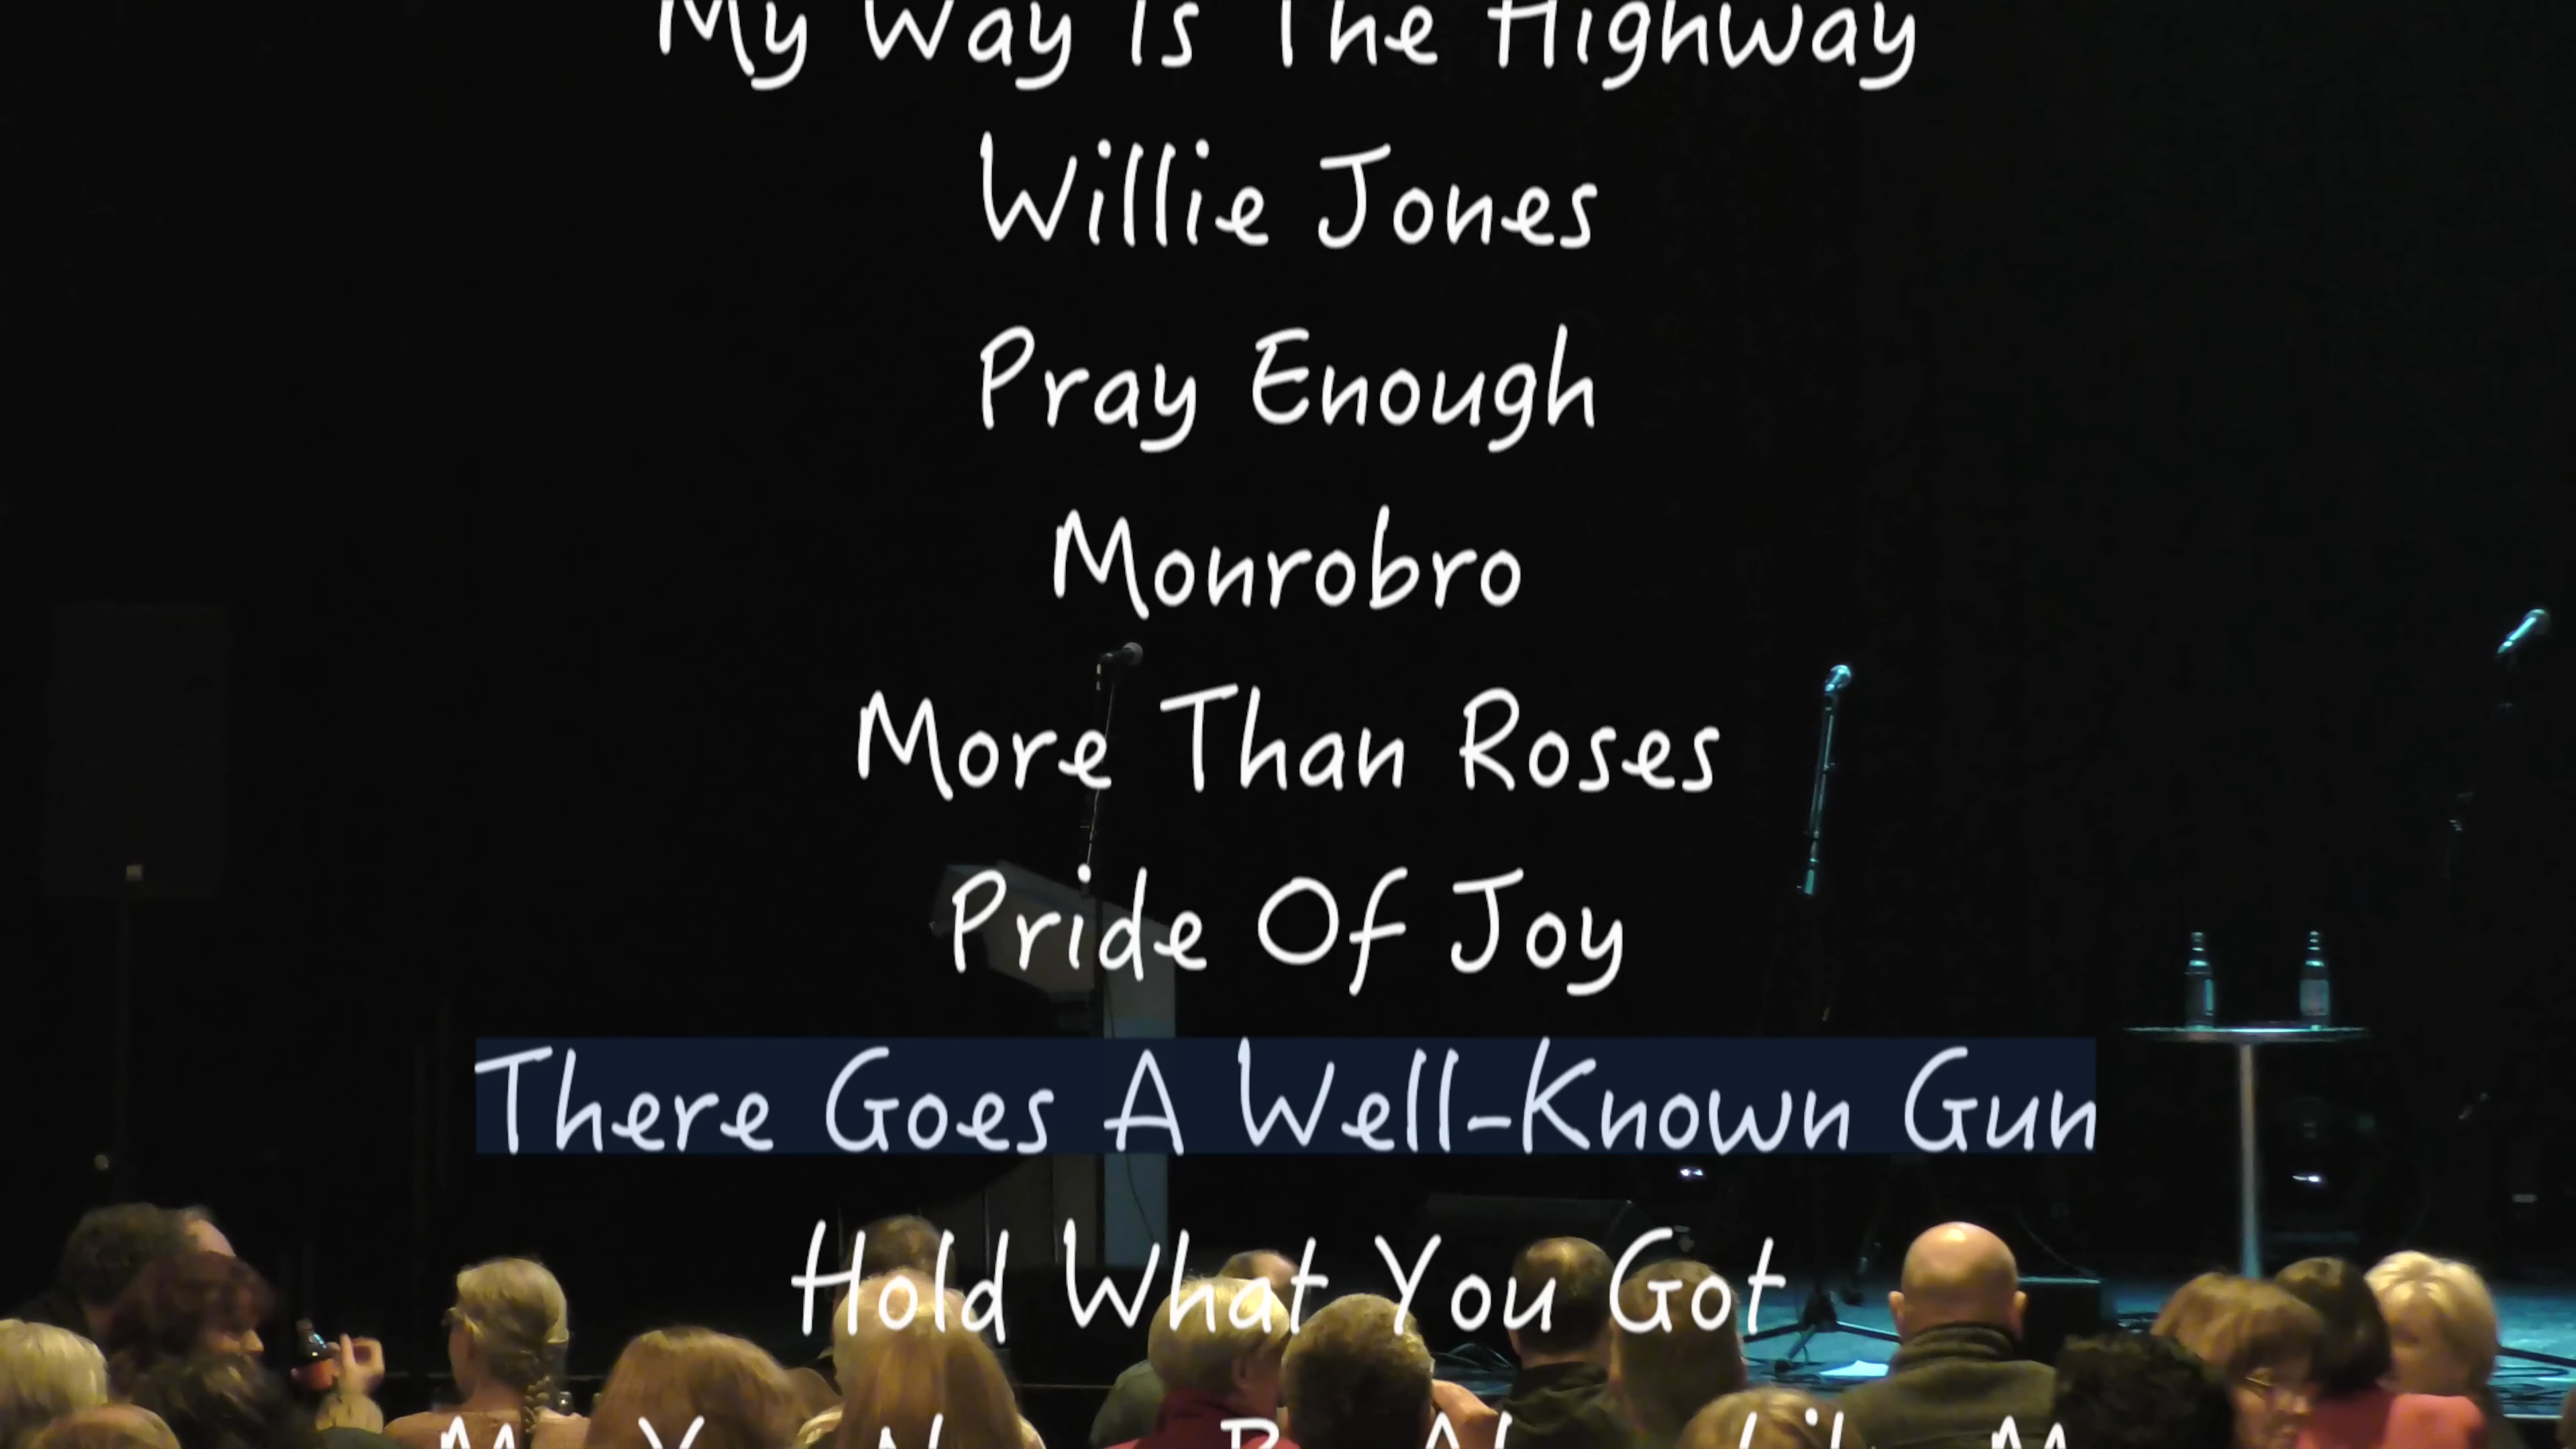 My Way Is The Highway
Willie Jones
Pray Enough
Monrobro
More Than Roses
Pride Of Joy
There Goes A Well-Known Gun
Hold What You Got